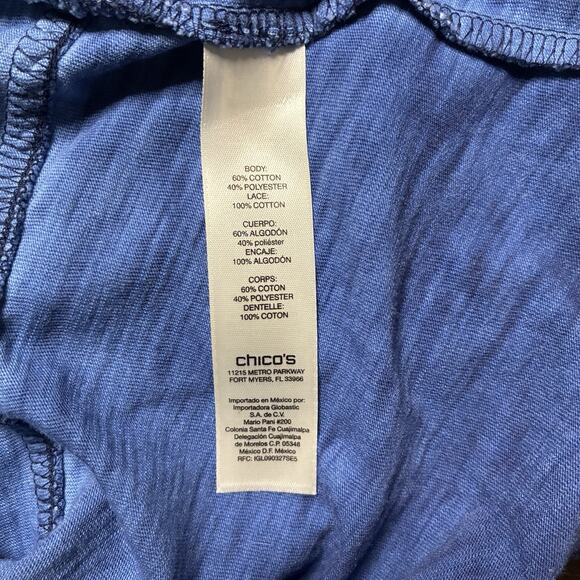 BODY:
60% COTTON
40% POLYESTER
LACE:
100% COTTON
CUERPO:
60% ALGODÓN
40% poliéster
ENCAJE:
100% ALGODÓN
CORPS:
60% COTON
40% POLYESTER
DENTELLE:
100% COTON
chico's
11215 METRO PARKWAY
FORT MYERS, FL 33966
Importado en México por:
Importadora Globastic
S.A. de C.V.
Mario Pani #200
Colonia Santa Fe Cuajimalpa
Delegación Cuajimalpa
de Morelos C.P. 05348
México D.F. México
RFC: IGL090327SE5